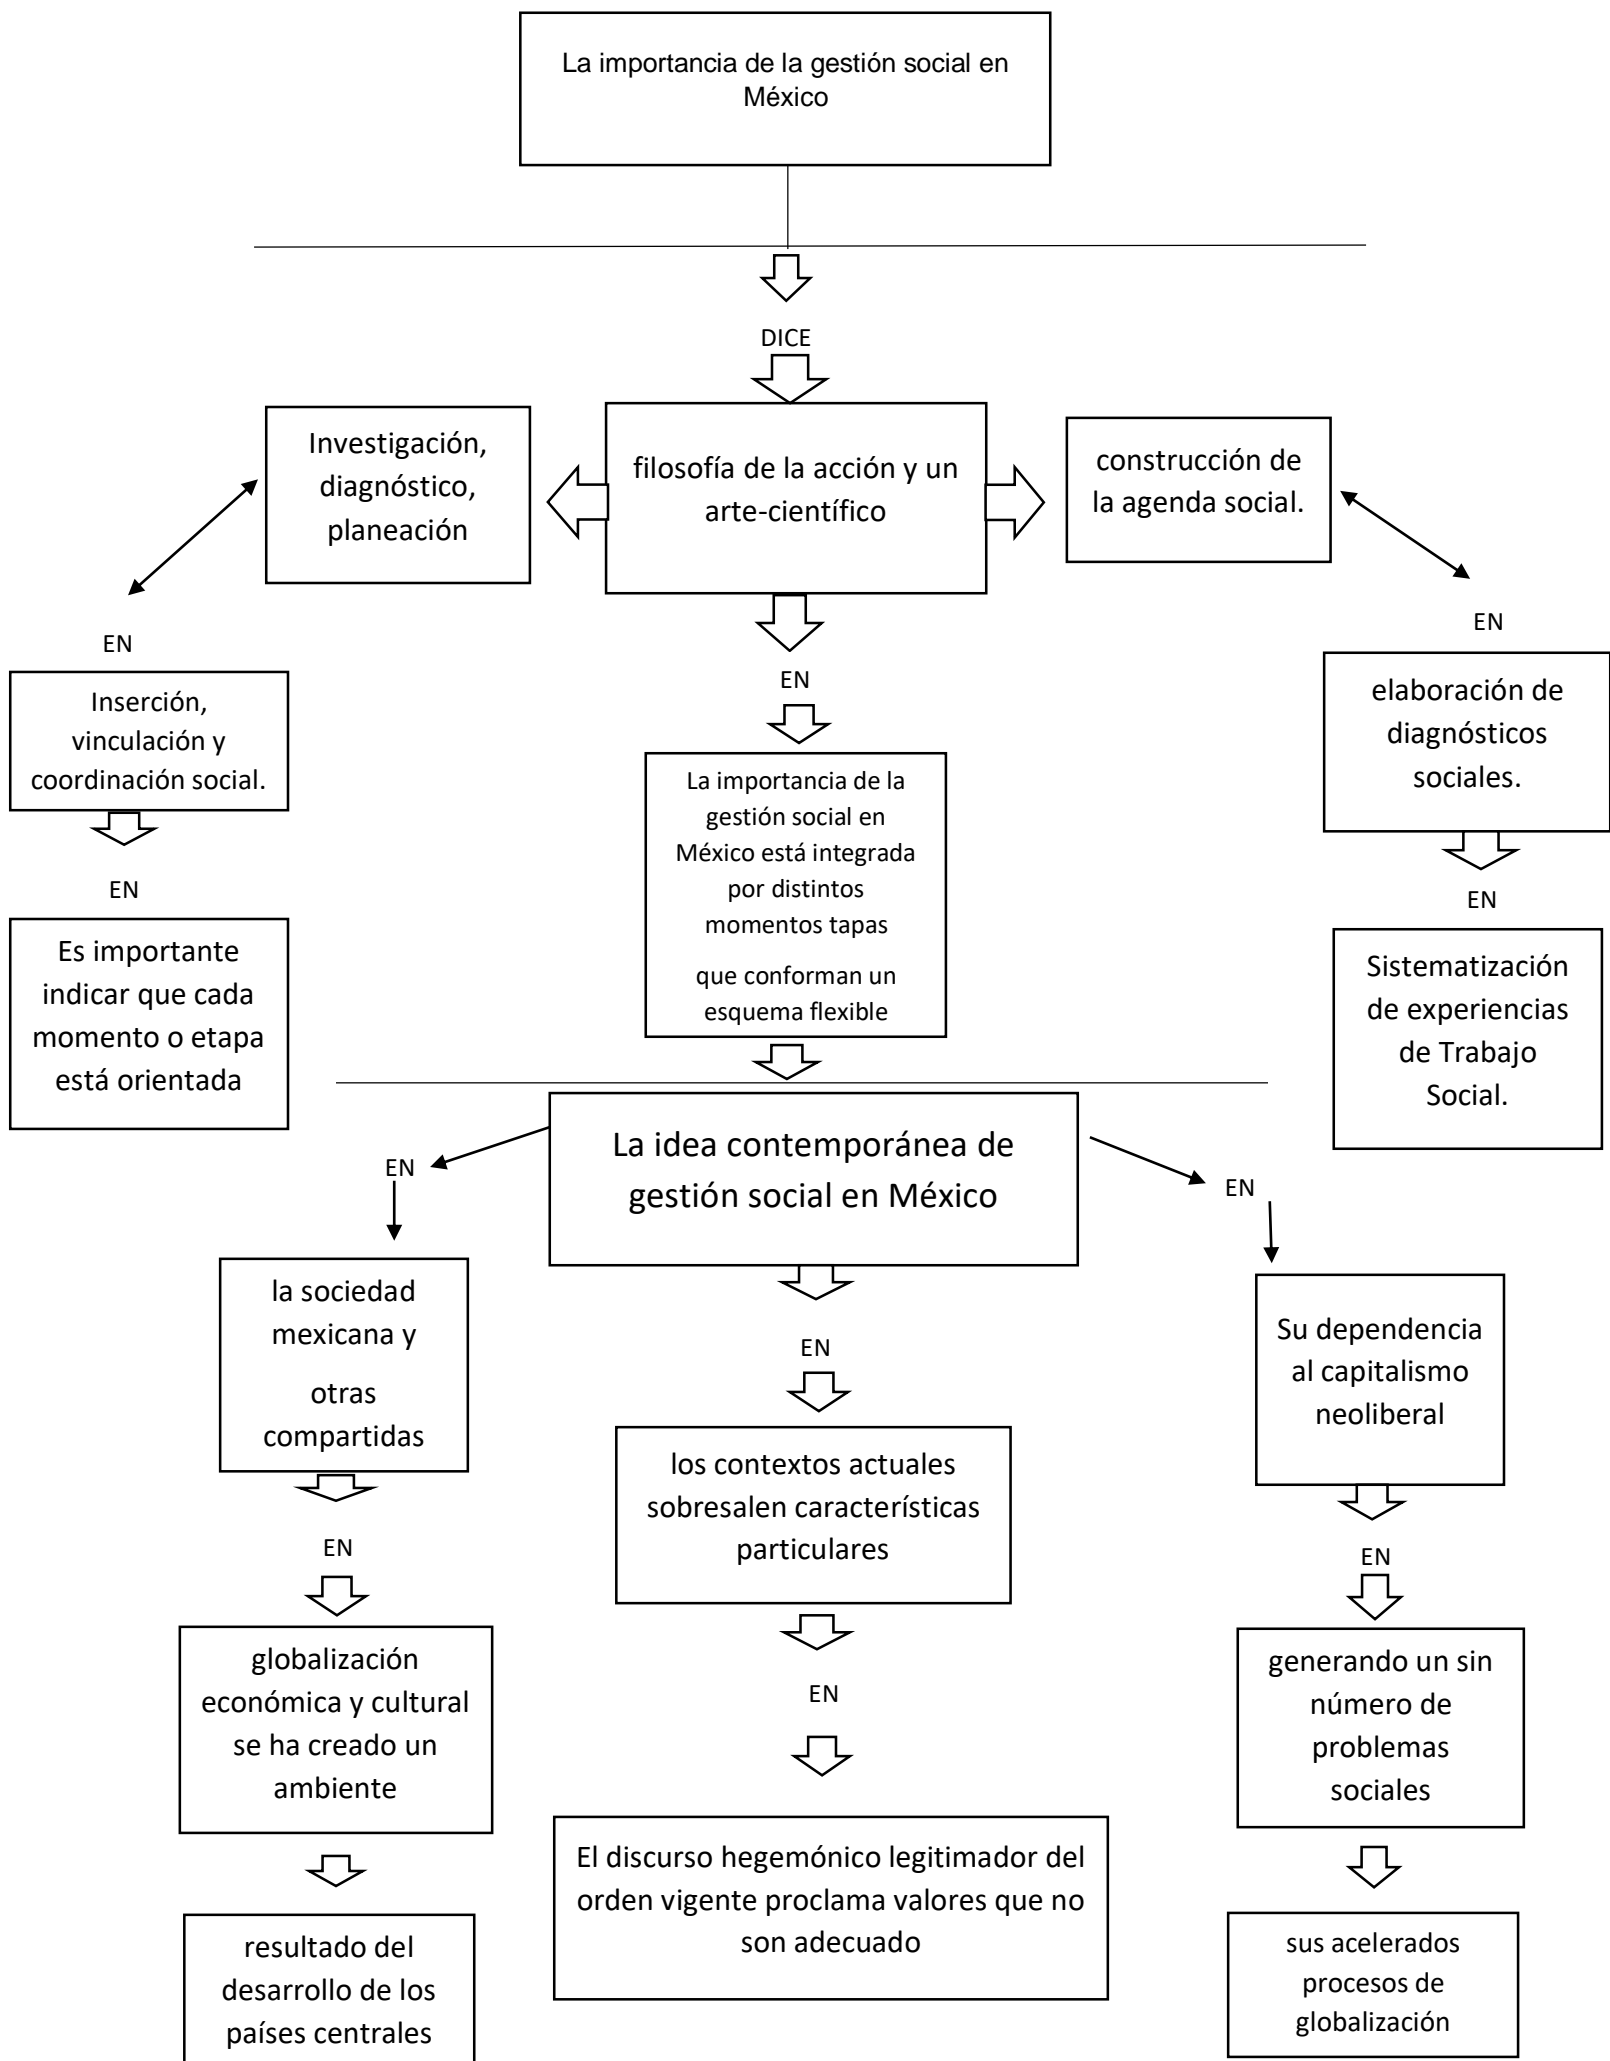 La importancia de la gestión social en
México
DICE
Investigación,
diagnóstico,
planeación
filosofía de la acción y un
arte-científico
construcción de
la agenda social.
EN
EN
EN
Inserción,
vinculación y
coordinación social.
La importancia de la
gestión social en
México está integrada
por distintos
momentos tapas
que conforman un
esquema flexible
elaboración de
diagnósticos
sociales.
EN
EN
Es importante
indicar que cada
momento o etapa
está orientada
Sistematización
de experiencias
de Trabajo
Social.
La idea contemporánea de
gestión social en México
EN
EN
la sociedad
mexicana y
otras
compartidas
EN
Su dependencia
al capitalismo
neoliberal
los contextos actuales
sobresalen características
particulares
EN
EN
globalización
económica y cultural
se ha creado un
ambiente
EN
generando un sin
número de
problemas
sociales
El discurso hegemónico legitimador del
orden vigente proclama valores que no
son adecuado
resultado del
desarrollo de los
países centrales
sus acelerados
procesos de
globalización